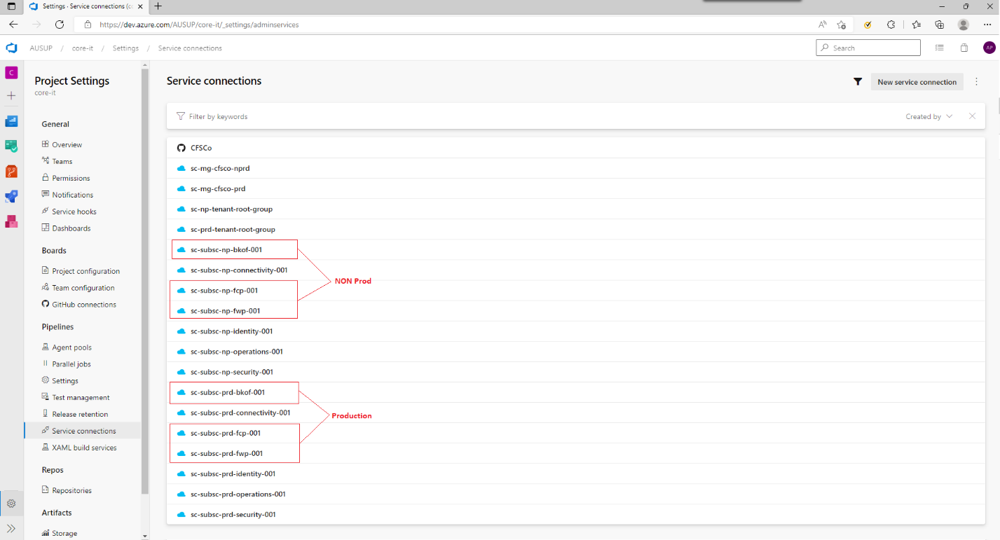 Settings · Service connections (co
https://dev.azure.com/AUSUP/core-it/_settings/adminservices
AUSUP / core-it / Settings / Service connections
Search
AP
C
Project Settings
core-it
General
Overview
Teams
Permissions
Notifications
Service hooks
Dashboards
Boards
Project configuration
Team configuration
GitHub connections
Pipelines
Agent pools
Parallel jobs
Settings
Test management
Release retention
Service connections
XAML build services
Repos
Repositories
Artifacts
Storage
Service connections
New service connection
Filter by keywords
Created by
CFSCo
sc-mg-cfsco-nprd
sc-mg-cfsco-prd
sc-np-tenant-root-group
sc-prd-tenant-root-group
sc-subsc-np-bkof-001
sc-subsc-np-connectivity-001
NON Prod
sc-subsc-np-fcp-001
sc-subsc-np-fwp-001
sc-subsc-np-identity-001
sc-subsc-np-operations-001
sc-subsc-np-security-001
sc-subsc-prd-bkof-001
sc-subsc-prd-connectivity-001
Production
sc-subsc-prd-fcp-001
sc-subsc-prd-fwp-001
sc-subsc-prd-identity-001
sc-subsc-prd-operations-001
sc-subsc-prd-security-001